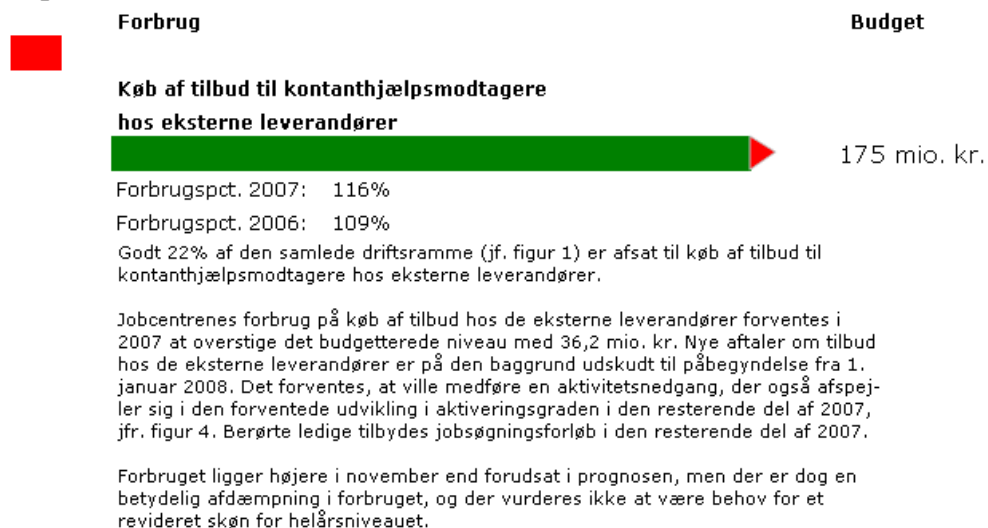 Forbrug Budget
Køb af tilbud til kontanthjælpsmodtagere
hos eksterne leverandører
175 mio. kr.
Forbrugspct. 2007: 116%
Forbrugspct. 2006: 109%
Godt 22% af den samlede driftsramme (jf. figur 1) er afsat til køb af tilbud til
kontanthjælpsmodtagere hos eksterne leverandører.
Jobcentrenes forbrug på køb af tilbud hos de eksterne leverandører forventes i
2007 at overstige det budgetterede niveau med 36,2 mio. kr. Nye aftaler om tilbud
hos de eksterne leverandører er på den baggrund udskudt til påbegyndelse fra 1.
januar 2008. Det forventes, at ville medføre en aktivitetsnedgang, der også afspej-
ler sig i den forventede udvikling i aktiveringsgraden i den resterende del af 2007,
jfr. figur 4. Berørte ledige tilbydes jobsøgningsforløb i den resterende del af 2007.
Forbruget ligger højere i november end forudsat i prognosen, men der er dog en
betydelig afdæmpning i forbruget, og der vurderes ikke at være behov for et
revideret skøn for helårsniveauet.